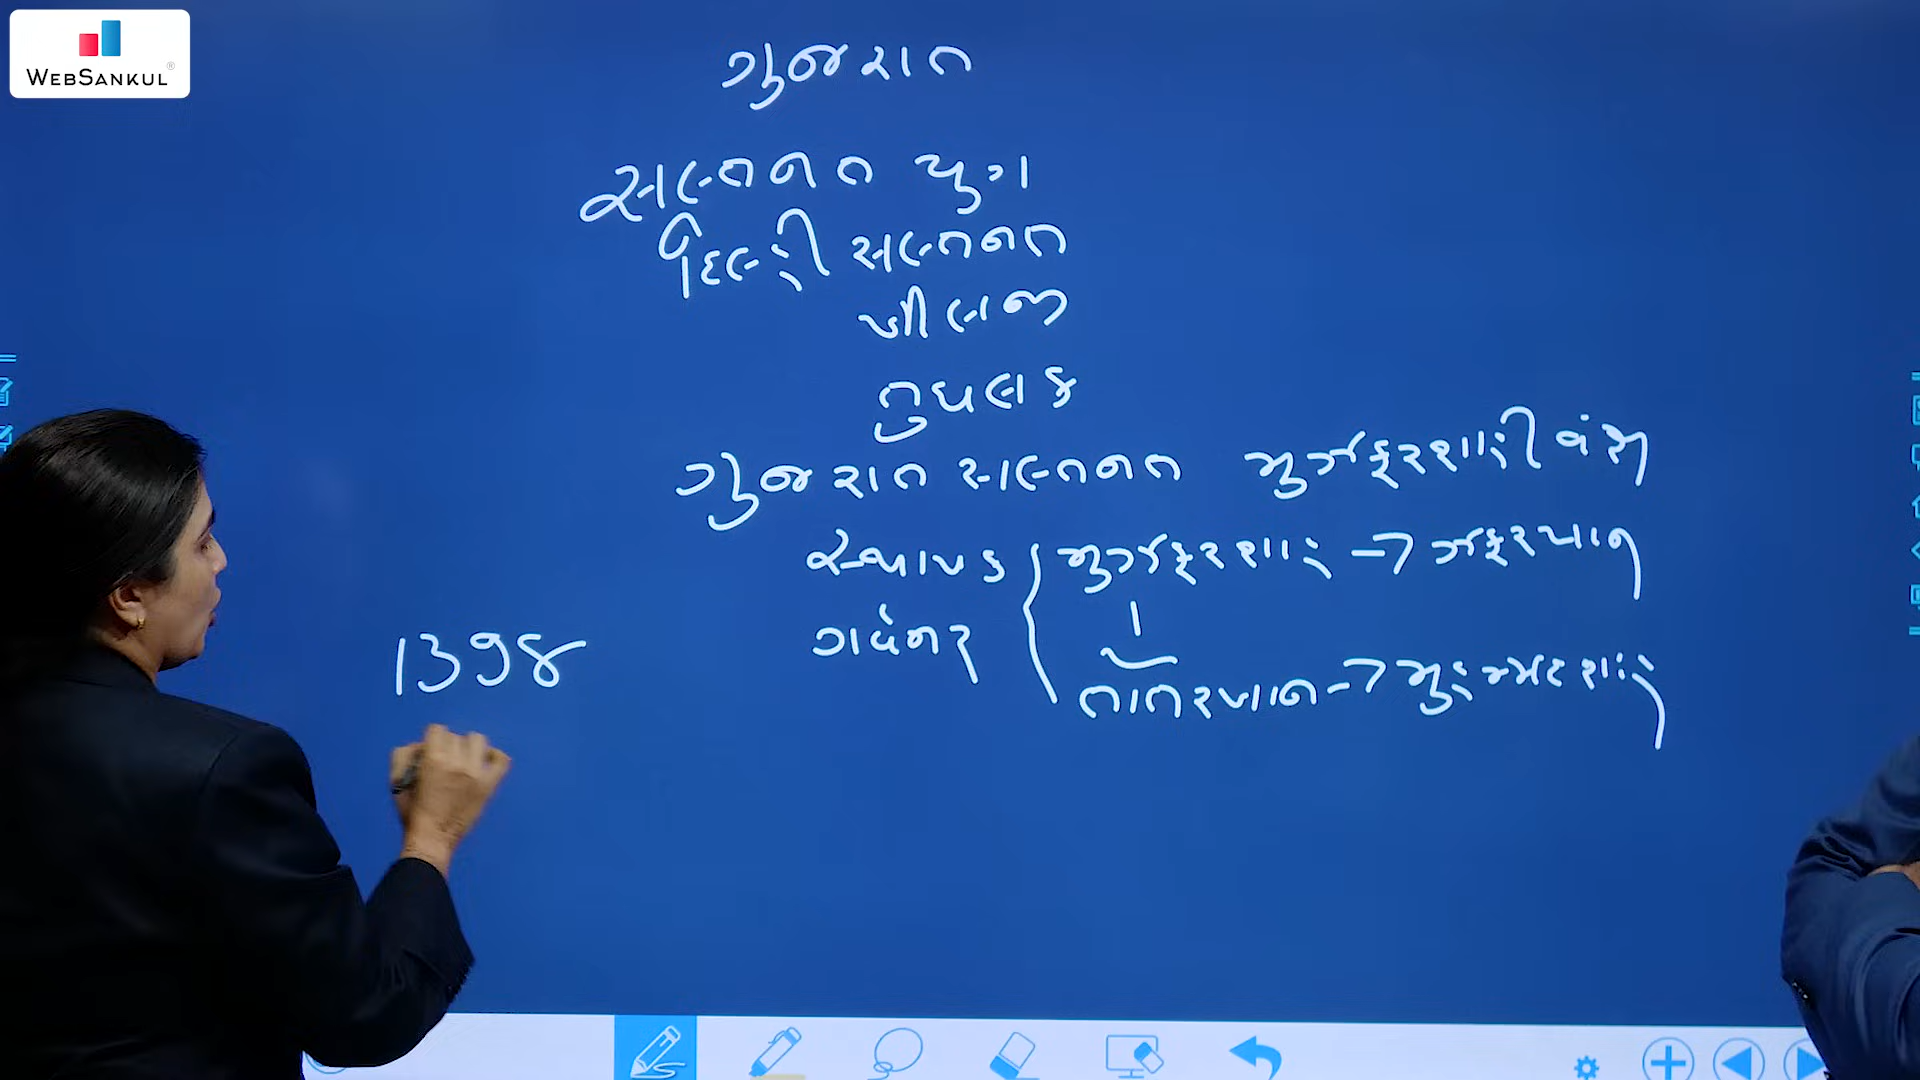 WEBSANKUL
ગુજરાત
સલ્તનત યુગ
દિલ્હી સલ્તનત
ખીલજી
તુઘલક
ગુજરાત સલ્તનત મુઝફ્ફરશાહી વંશ
સ્થાપક મુઝફ્ફરશાહ → ઝફરખાન
ગવર્નર
1398
તાતરખાન → મુહમ્મદશાહ